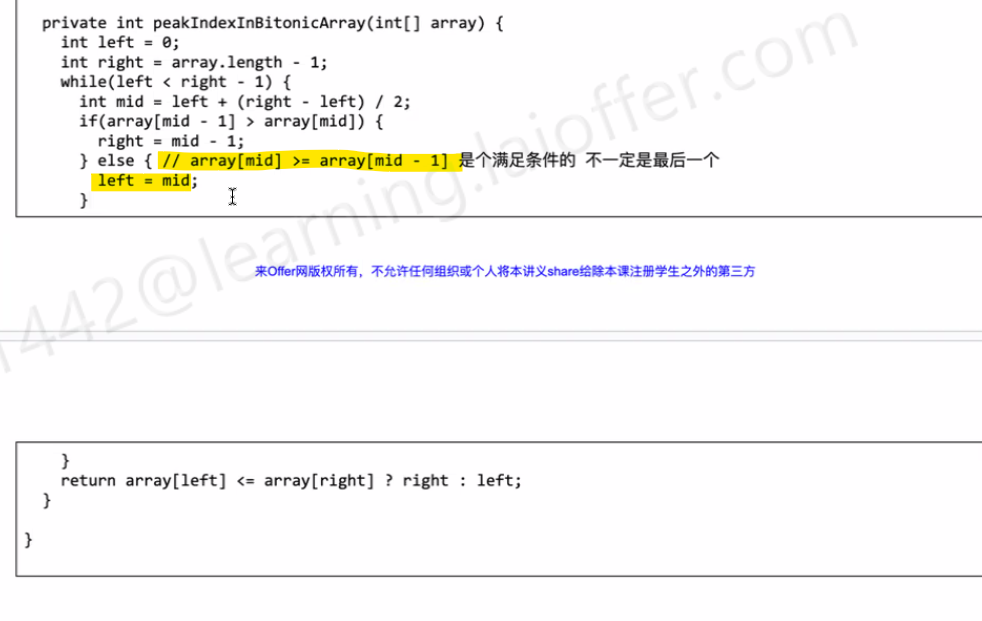 private int peakIndexInBitonicArray(int[] array) {
int left = 0;
int right = array.length - 1;
while(left < right - 1) {
int mid = left + (right - left) / 2;
if(array[mid - 1] > array[mid]) {
right = mid - 1;
} else { // array[mid] >= array[mid - 1] 是个满足条件的 不一定是最后一个
left = mid;
}
1442@learning.laioffer.com
来Offer网版权所有，不允许任何组织或个人将本讲义share给除本课注册学生之外的第三方
}
return array[left] <= array[right] ? right : left;
}
}